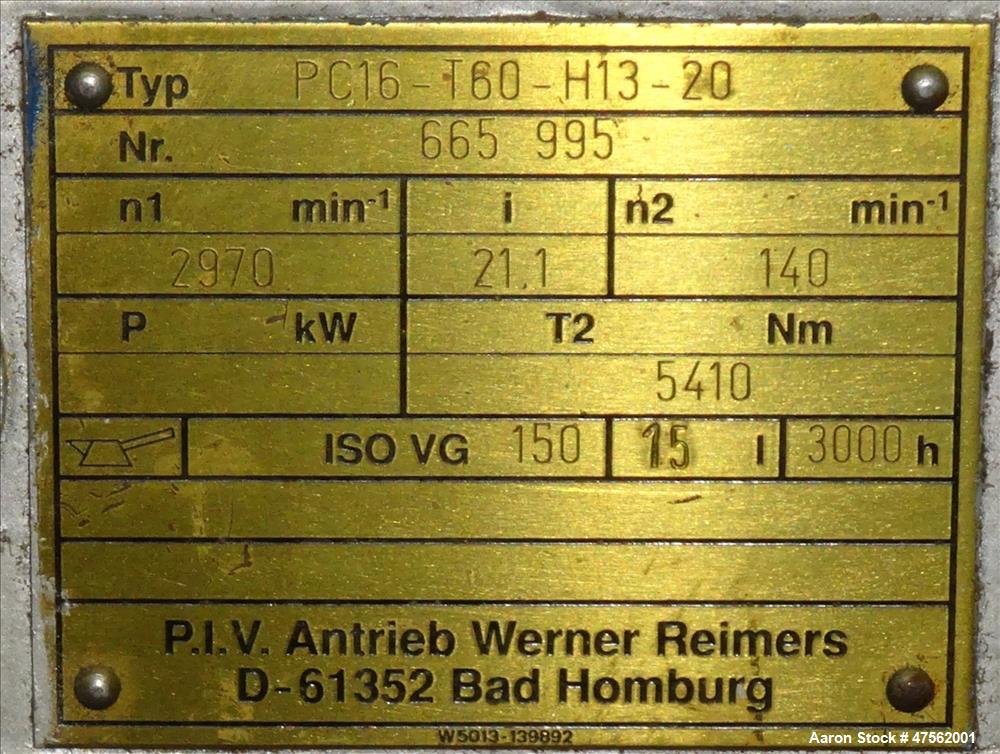 Typ PC16-T60-H13-20
Nr. 665 995
n1 min-1 i n2 min-1
2970 21.1 140
P kW T2 Nm
5410
ISO VG 150 15 l 3000 h
P.I.V. Antrieb Werner Reimers
D-61352 Bad Homburg
W5013-139892
Aaron Stock # 47562001